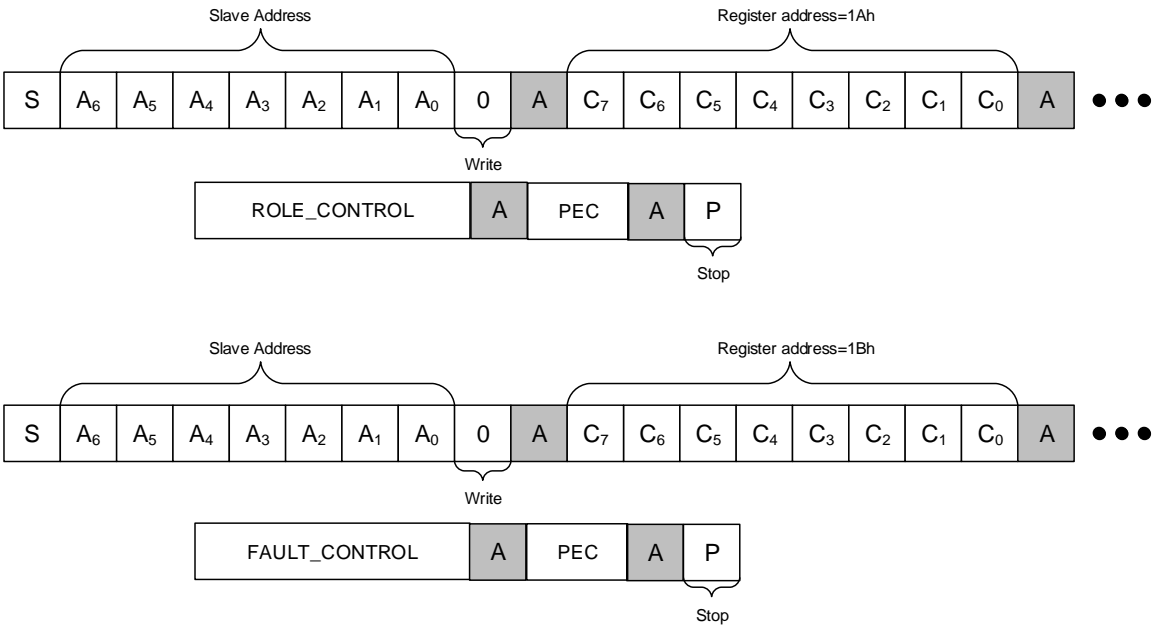 Slave Address Register address=1Ah
S A₆ A₅ A₄ A₃ A₂ A₁ A₀ 0 A C₇ C₆ C₅ C₄ C₃ C₂ C₁ C₀ A •••
Write
ROLE_CONTROL A PEC A P
Stop
Slave Address Register address=1Bh
S A₆ A₅ A₄ A₃ A₂ A₁ A₀ 0 A C₇ C₆ C₅ C₄ C₃ C₂ C₁ C₀ A •••
Write
FAULT_CONTROL A PEC A P
Stop